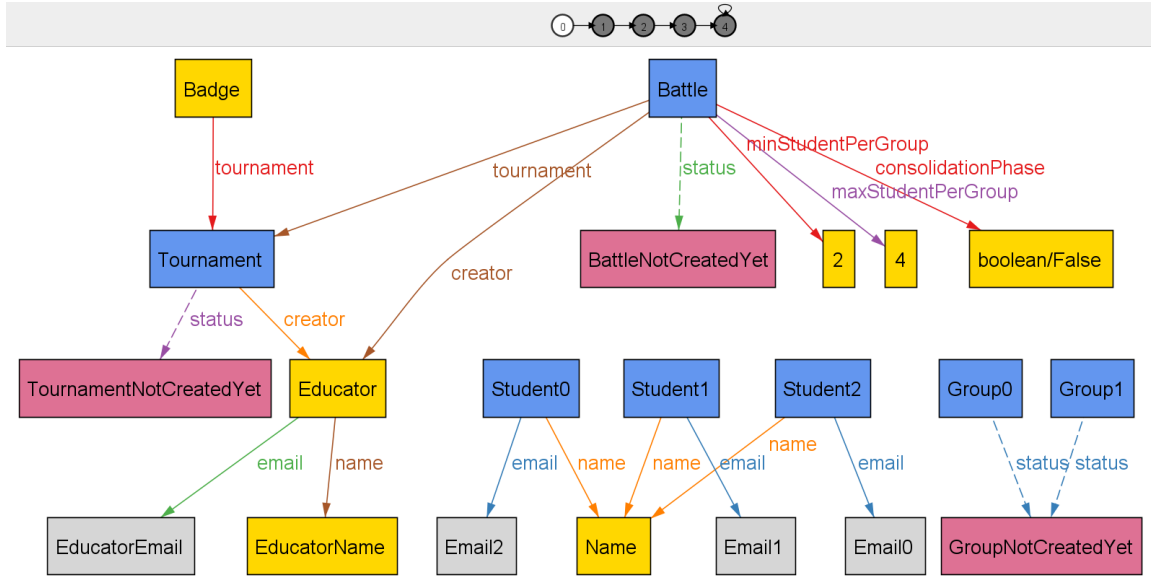 0 1 2 3 4
Badge Battle
minStudentPerGroup
tournament tournament status consolidationPhase
maxStudentPerGroup
Tournament BattleNotCreatedYet 2 4 boolean/False
creator
status creator
TournamentNotCreatedYet Educator Student0 Student1 Student2 Group0 Group1
name
email name email name name email email status status
EducatorEmail EducatorName Email2 Name Email1 Email0 GroupNotCreatedYet